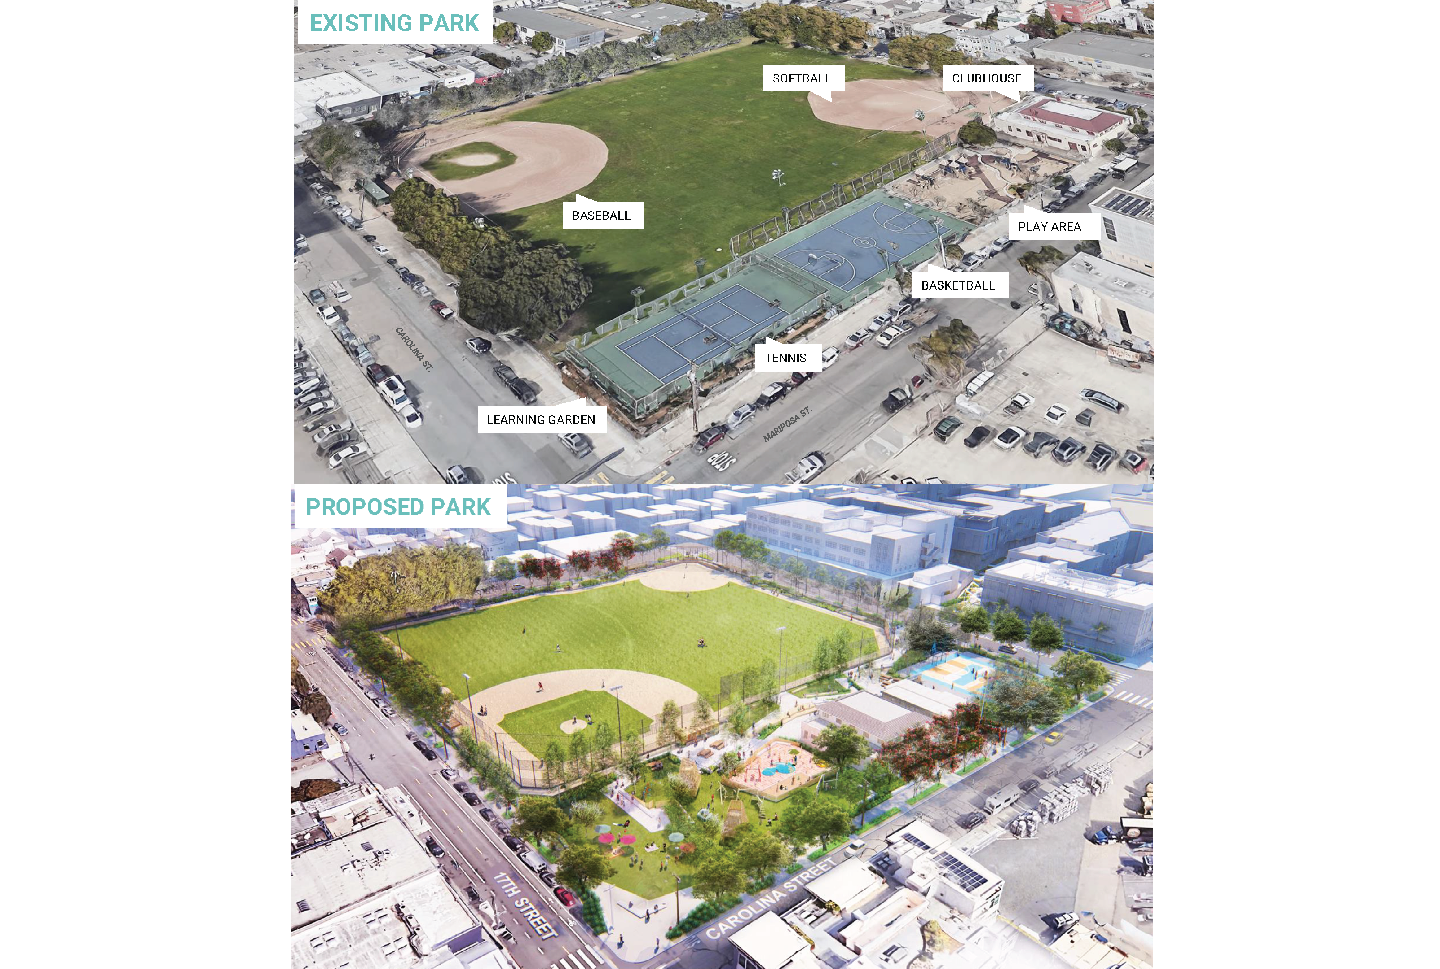 EXISTING PARK
SOFTBALL
CLUBHOUSE
BASEBALL
PLAY AREA
BASKETBALL
CAROLINA ST.
TENNIS
LEARNING GARDEN
MARIPOSA ST.
STOP
PROPOSED PARK
17TH STREET
CAROLINA STREET